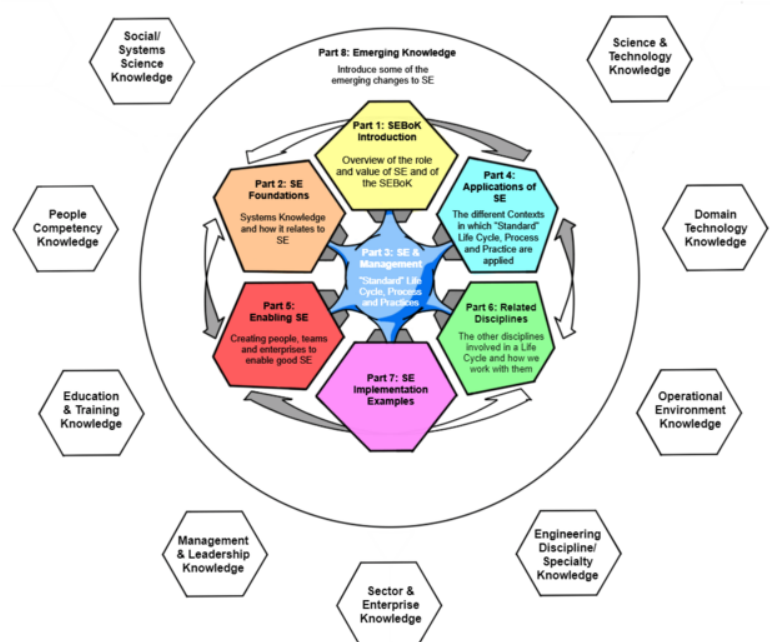 Social/
Systems
Science
Knowledge
Part 8: Emerging Knowledge
Introduce some of the
emerging changes to SE
Science &
Technology
Knowledge
Part 1: SEBoK
Introduction
Overview of the role
and value of SE and of
the SEBoK
Part 2: SE
Foundations
Systems Knowledge
and how it relates to
SE
Part 4:
Applications of
SE
The different Contexts
in which "Standard"
Life Cycle, Process
and Practice are
applied
People
Competency
Knowledge
Part 3: SE &
Management
"Standard" Life
Cycle, Process
and Practices
Domain
Technology
Knowledge
Part 5:
Enabling SE
Creating people, teams
and enterprises to
enable good SE
Part 6: Related
Disciplines
The other disciplines
involved in a Life
Cycle and how we
work with them
Part 7: SE
Implementation
Examples
Education
& Training
Knowledge
Operational
Environment
Knowledge
Management
& Leadership
Knowledge
Engineering
Discipline/
Specialty
Knowledge
Sector &
Enterprise
Knowledge